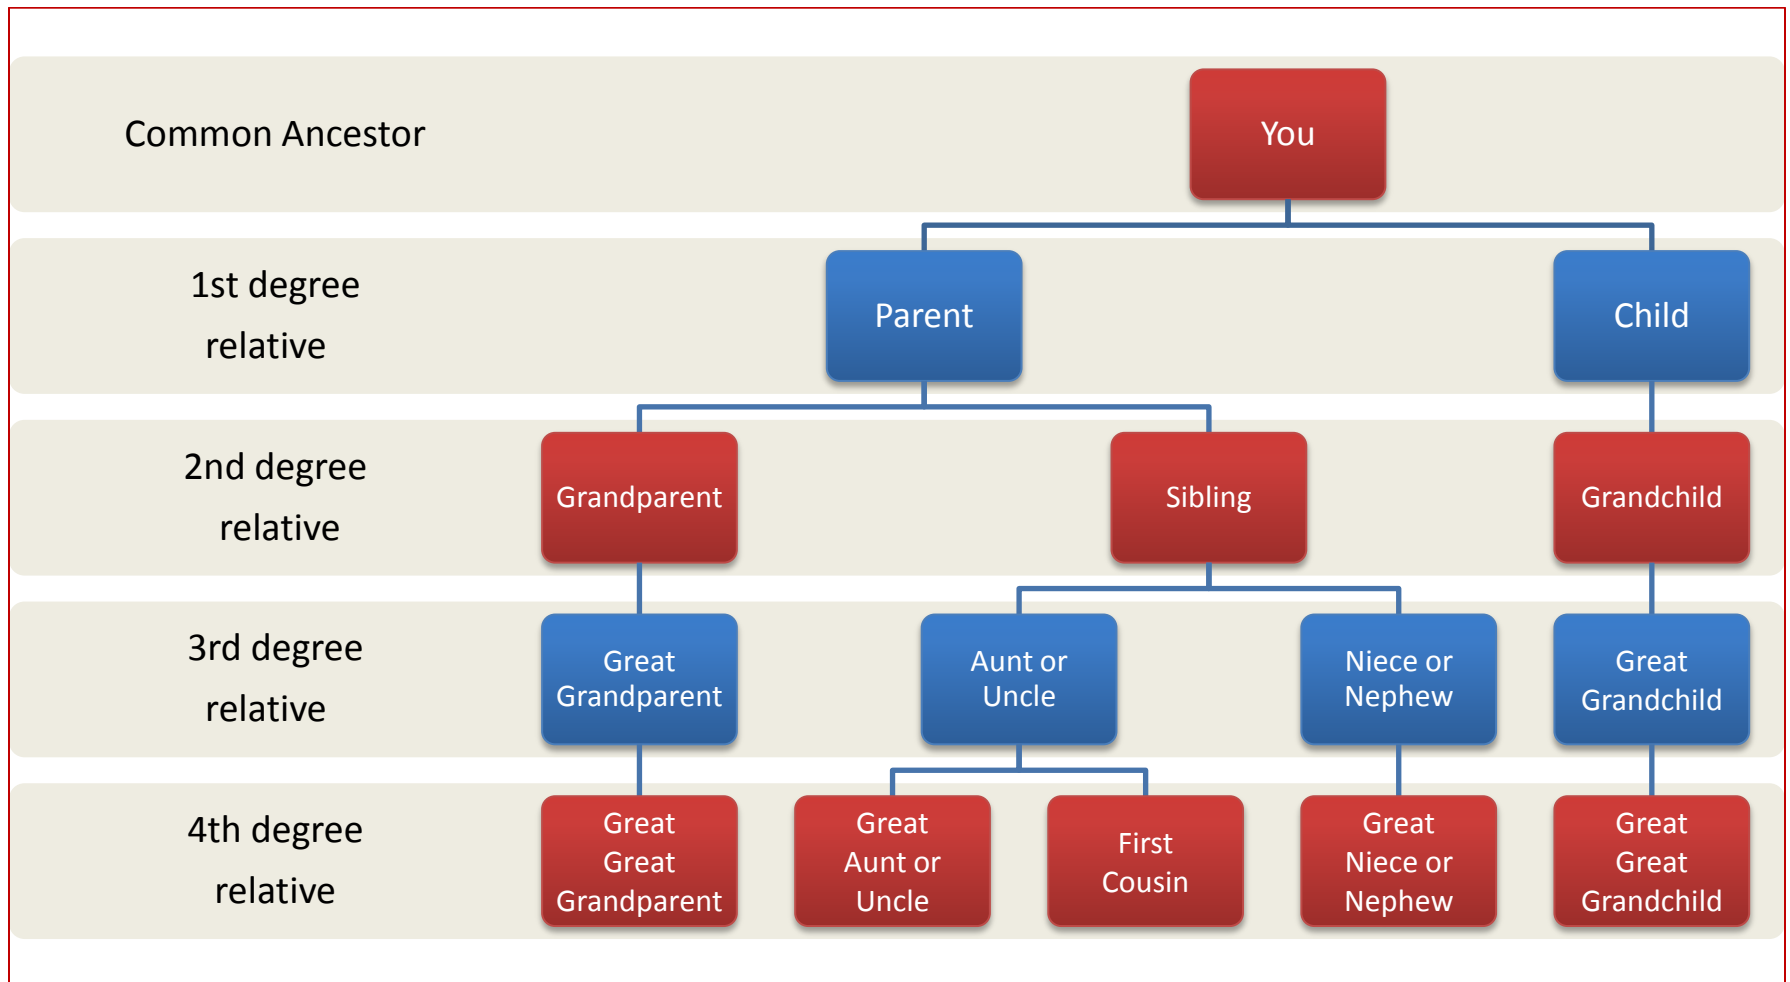 Common Ancestor
You
1st degree
relative
Parent
Child
2nd degree
relative
Grandparent
Sibling
Grandchild
3rd degree
relative
Great
Grandparent
Aunt or
Uncle
Niece or
Nephew
Great
Grandchild
4th degree
relative
Great
Great
Grandparent
Great
Aunt or
Uncle
First
Cousin
Great
Niece or
Nephew
Great
Great
Grandchild